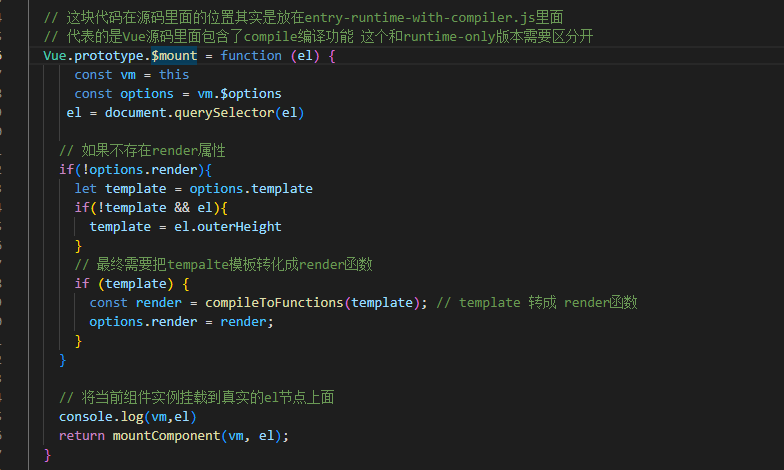 // 这块代码在源码里面的位置其实是放在entry-runtime-with-compiler.js里面
// 代表的是Vue源码里面包含了compile编译功能 这个和runtime-only版本需要区分开
Vue.prototype.$mount = function (el) {
const vm = this
const options = vm.$options
el = document.querySelector(el)
// 如果不存在render属性
if(!options.render){
let template = options.template
if(!template && el){
template = el.outerHeight
}
// 最终需要把tempalte模板转化成render函数
if (template) {
const render = compileToFunctions(template); // template 转成 render函数
options.render = render;
}
}
// 将当前组件实例挂载到真实的el节点上面
console.log(vm,el)
return mountComponent(vm, el);
}